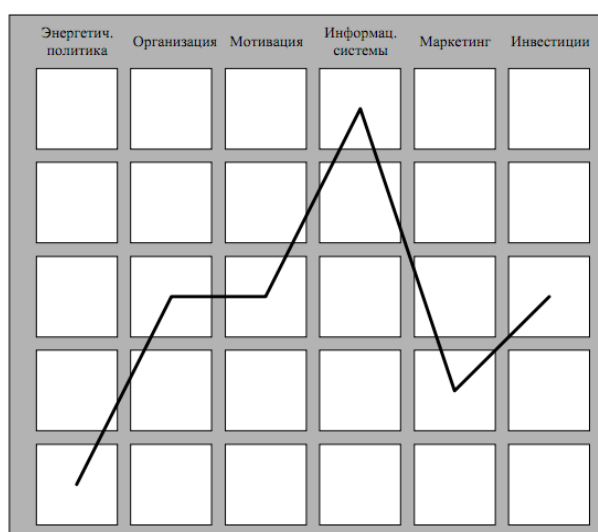 Энергетич.
политика
Организация
Мотивация
Информац.
системы
Маркетинг
Инвестиции